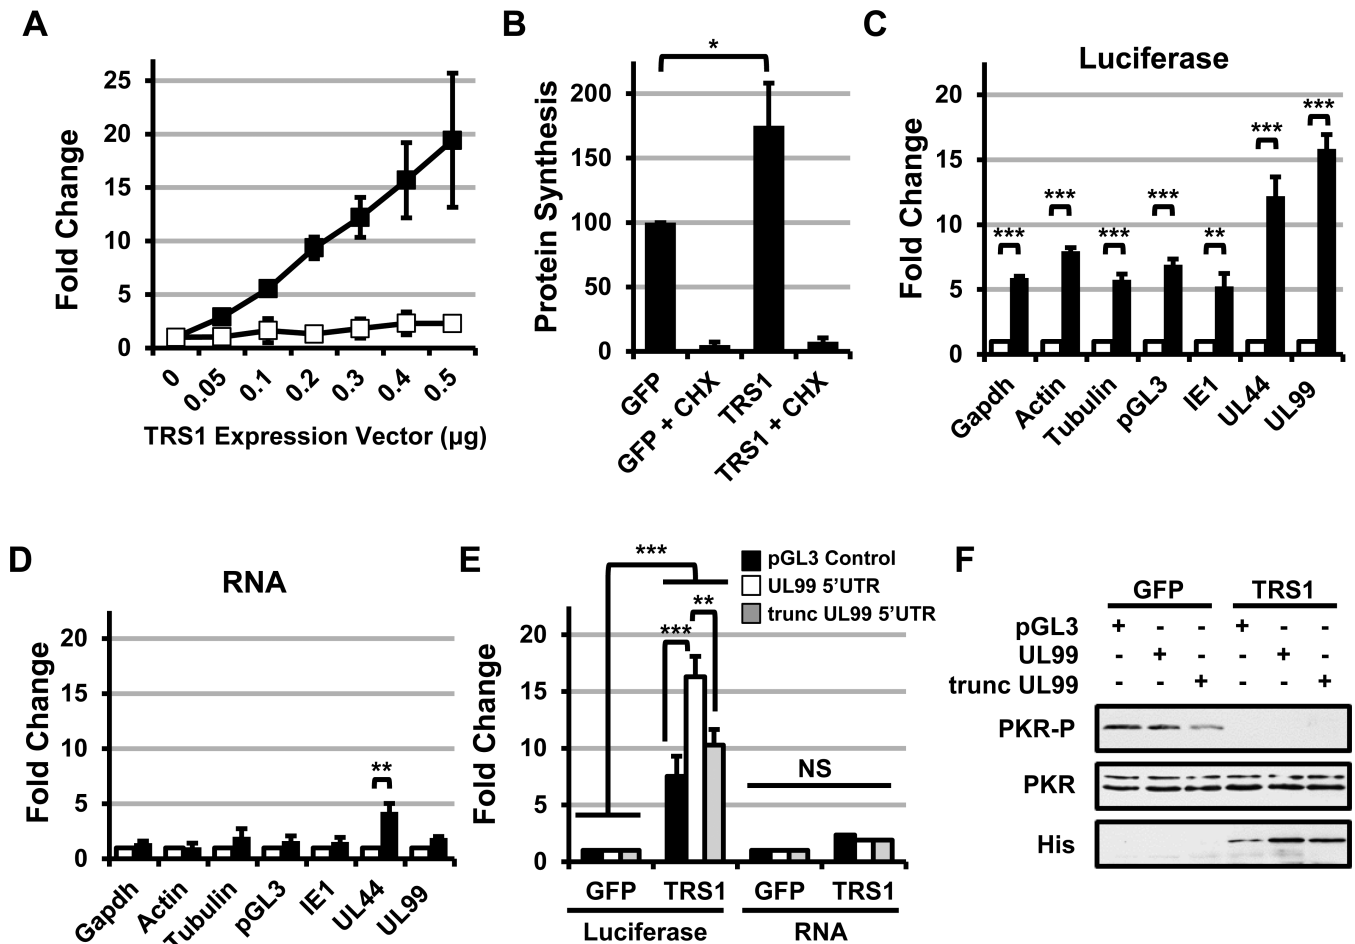 A
Fold Change
25
20
15
10
5
0
0
0.05
0.1
0.2
0.3
0.4
0.5
TRS1 Expression Vector (µg)
B
*
Protein Synthesis
200
150
100
50
0
GFP
GFP + CHX
TRS1
TRS1 + CHX
C
Luciferase
Fold Change
20
15
10
5
0
***
***
***
***
**
***
***
Gapdh
Actin
Tubulin
pGL3
IE1
UL44
UL99
D
RNA
Fold Change
20
15
10
5
0
**
Gapdh
Actin
Tubulin
pGL3
IE1
UL44
UL99
E
pGL3 Control
UL99 5’UTR
trunc UL99 5’UTR
***
**
***
NS
Fold Change
20
15
10
5
0
GFP TRS1 GFP TRS1
Luciferase RNA
F
GFP TRS1
pGL3 + - - + - -
UL99 - + - - + -
trunc UL99 - - + - - +
PKR-P
PKR
His